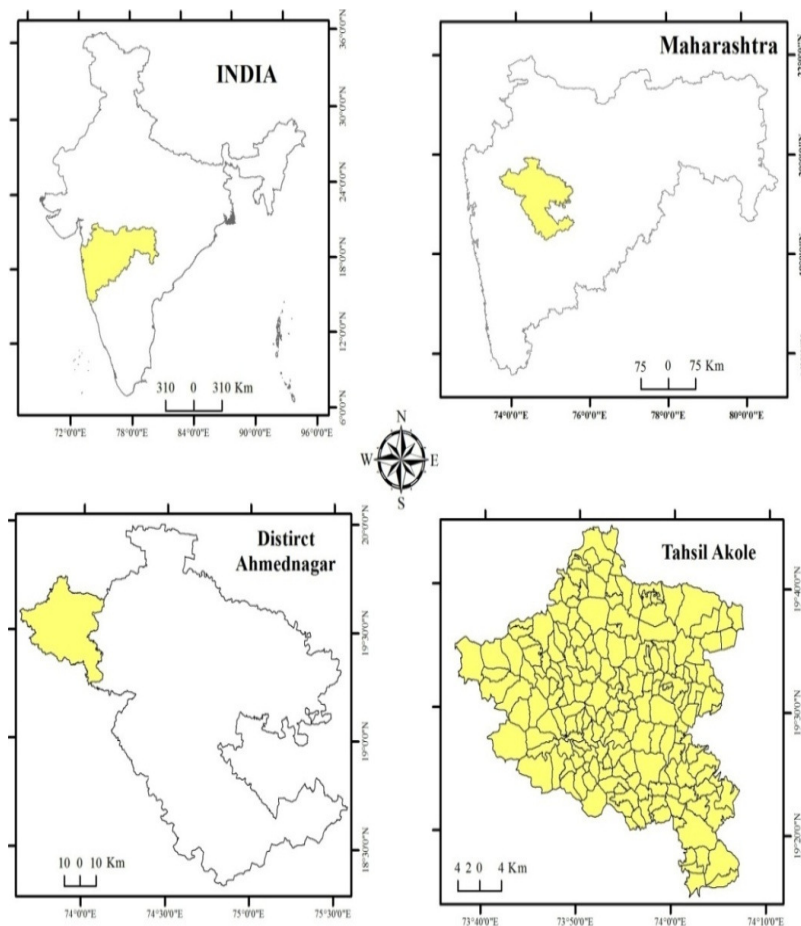 INDIA
36°0'0"N
30°0'0"N
24°0'0"N
18°0'0"N
12°0'0"N
6°0'0"N
310 0 310 Km
72°0'0"E 78°0'0"E 84°0'0"E 90°0'0"E 96°0'0"E
Maharashtra
75 0 75 Km
74°0'0"E 76°0'0"E 78°0'0"E 80°0'0"E
N
W E
S
Distirct
Ahmednagar
20°0'0"N
19°30'0"N
19°0'0"N
18°30'0"N
10 0 10 Km
74°0'0"E 74°30'0"E 75°0'0"E 75°30'0"E
Tahsil Akole
19°40'0"N
19°30'0"N
19°20'0"N
4 2 0 4 Km
73°40'0"E 73°50'0"E 74°0'0"E 74°10'0"E